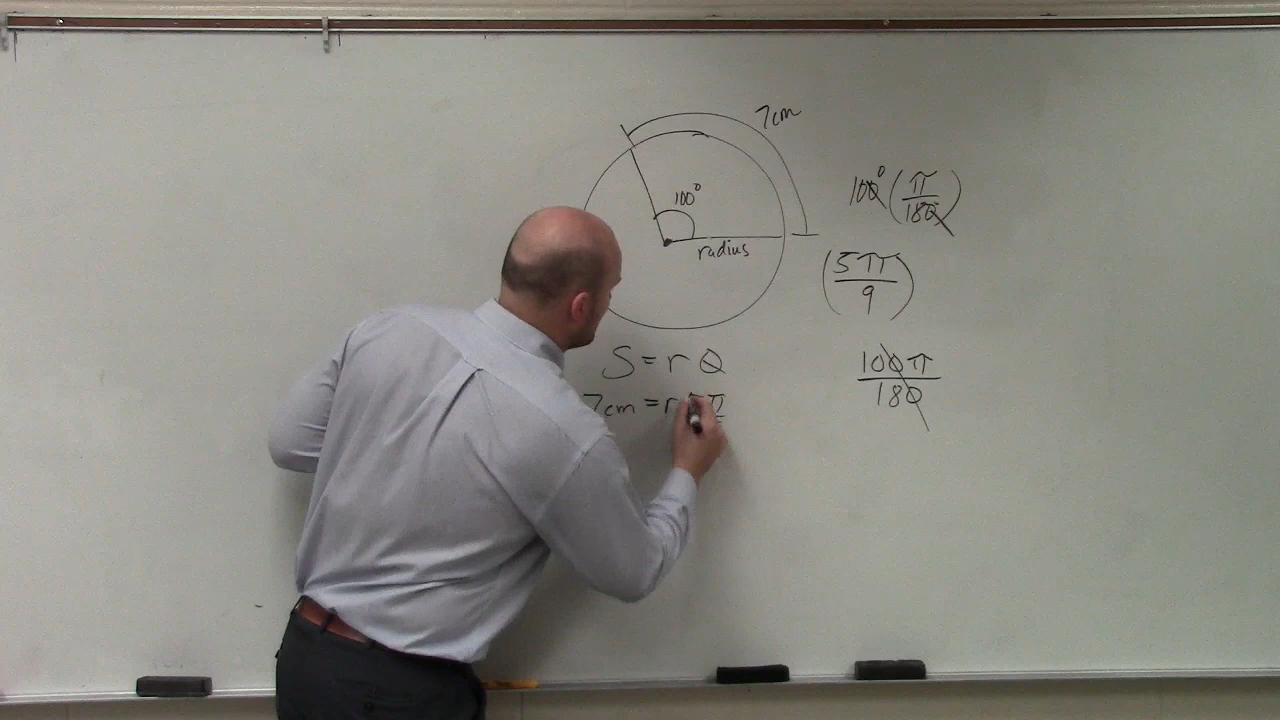 7cm
100°
radius
100°(π/180)
(5π/9)
S = r θ
100π/180
7cm = r 5π